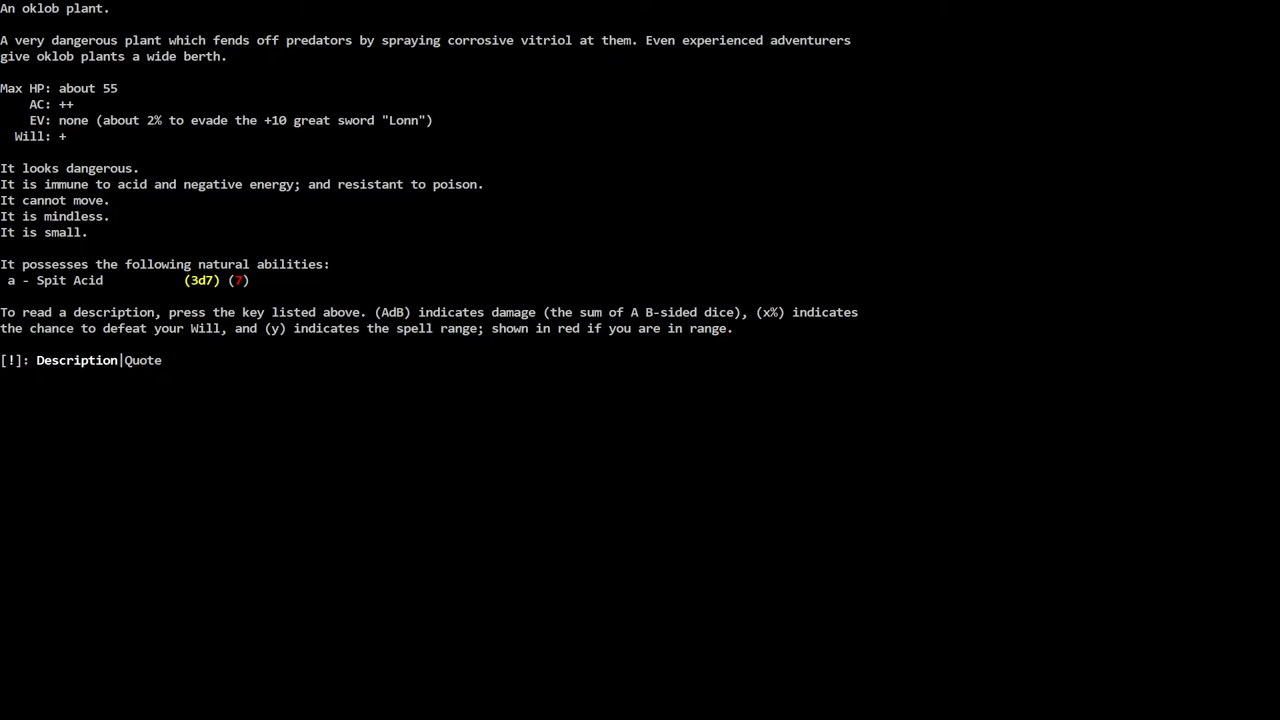 An oklob plant.
A very dangerous plant which fends off predators by spraying corrosive vitriol at them. Even experienced adventurers
give oklob plants a wide berth.
Max HP: about 55
AC: ++
EV: none (about 2% to evade the +10 great sword "Lonn")
Will: +
It looks dangerous.
It is immune to acid and negative energy; and resistant to poison.
It cannot move.
It is mindless.
It is small.
It possesses the following natural abilities:
a - Spit Acid (3d7) (7)
To read a description, press the key listed above. (AdB) indicates damage (the sum of A B-sided dice), (x%) indicates
the chance to defeat your Will, and (y) indicates the spell range; shown in red if you are in range.
[!]: Description|Quote